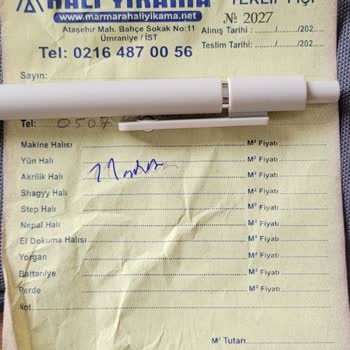 HALI YIKAMA
TEKLİF FİŞİ
www.marmarahaliyikama.net
№ 2027
Ataşehir Mah. Bahçe Sokak No:11
Ümraniye / İST
Alış Tarihi : ......./......./202....
Teslim Tarihi : ......./......./202....
Tel: 0216 487 00 56
Sayın:
Tel: 0507
Makine Halısı M² Fiyatı
Yün Halı M² Fiyatı
Akrilik Halı M² Fiyatı
Shagyy Halı M² Fiyatı
Step Halı M² Fiyatı
Nepal Halı M² Fiyatı
El Dokuma Halısı M² Fiyatı
Yorgan M² Fiyatı
Battaniye M² Fiyatı
Perde M² Fiyatı
Not
M² Tutarı